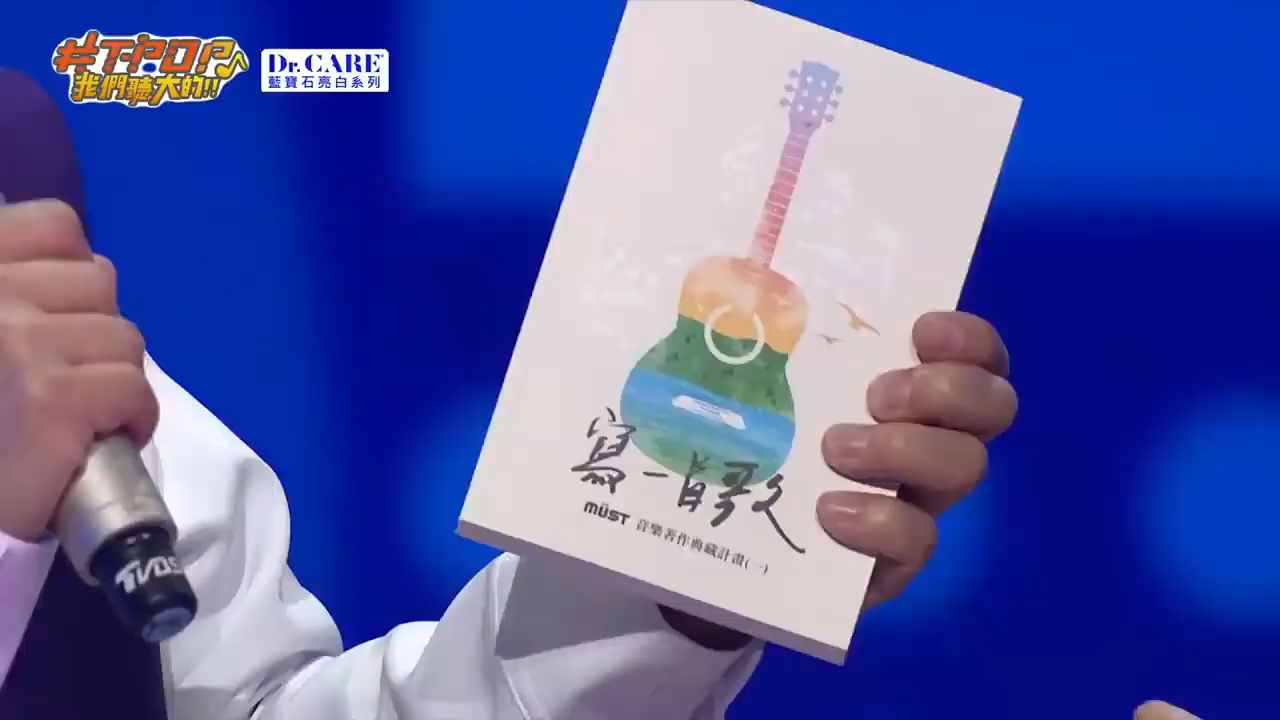 #T-POP
我們聽大的!!
Dr. CARE
藍寶石亮白系列
寫一首歌
MÜST 音樂著作典藏計畫(一)
TVBS